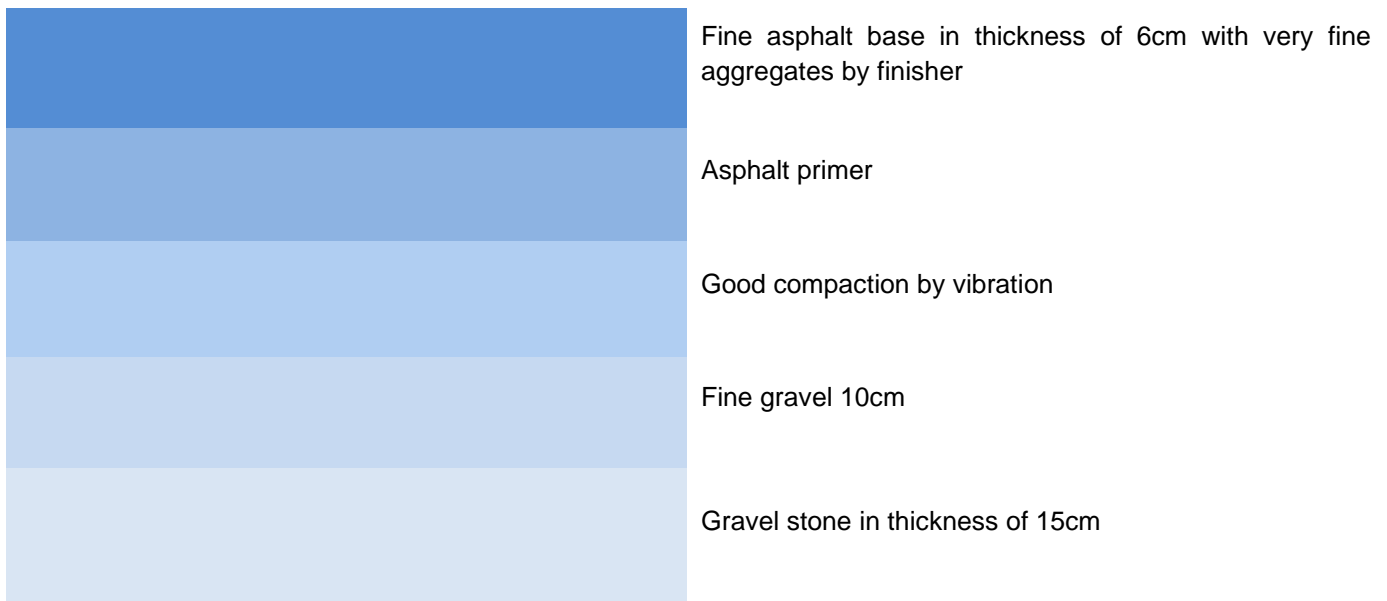 Fine asphalt base in thickness of 6cm with very fine
aggregates by finisher
Asphalt primer
Good compaction by vibration
Fine gravel 10cm
Gravel stone in thickness of 15cm